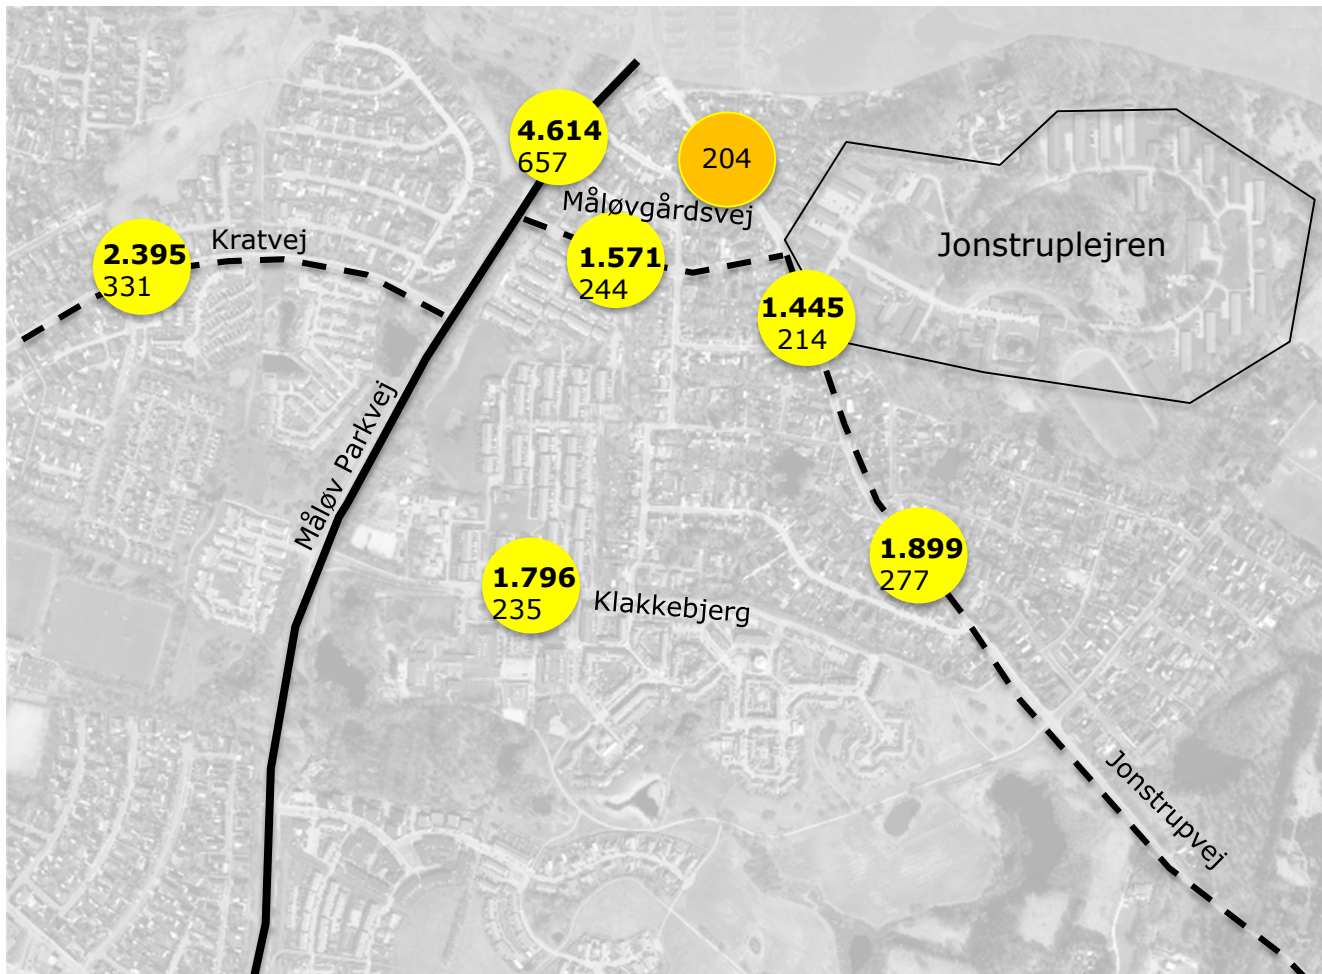 4.614
657
204
Måløvgårdsvej
Kratvej
2.395
331
1.571
244
Jonstruplejren
1.445
214
Måløv Parkvej
1.899
277
1.796
235
Klakkebjerg
Jonstrupvej